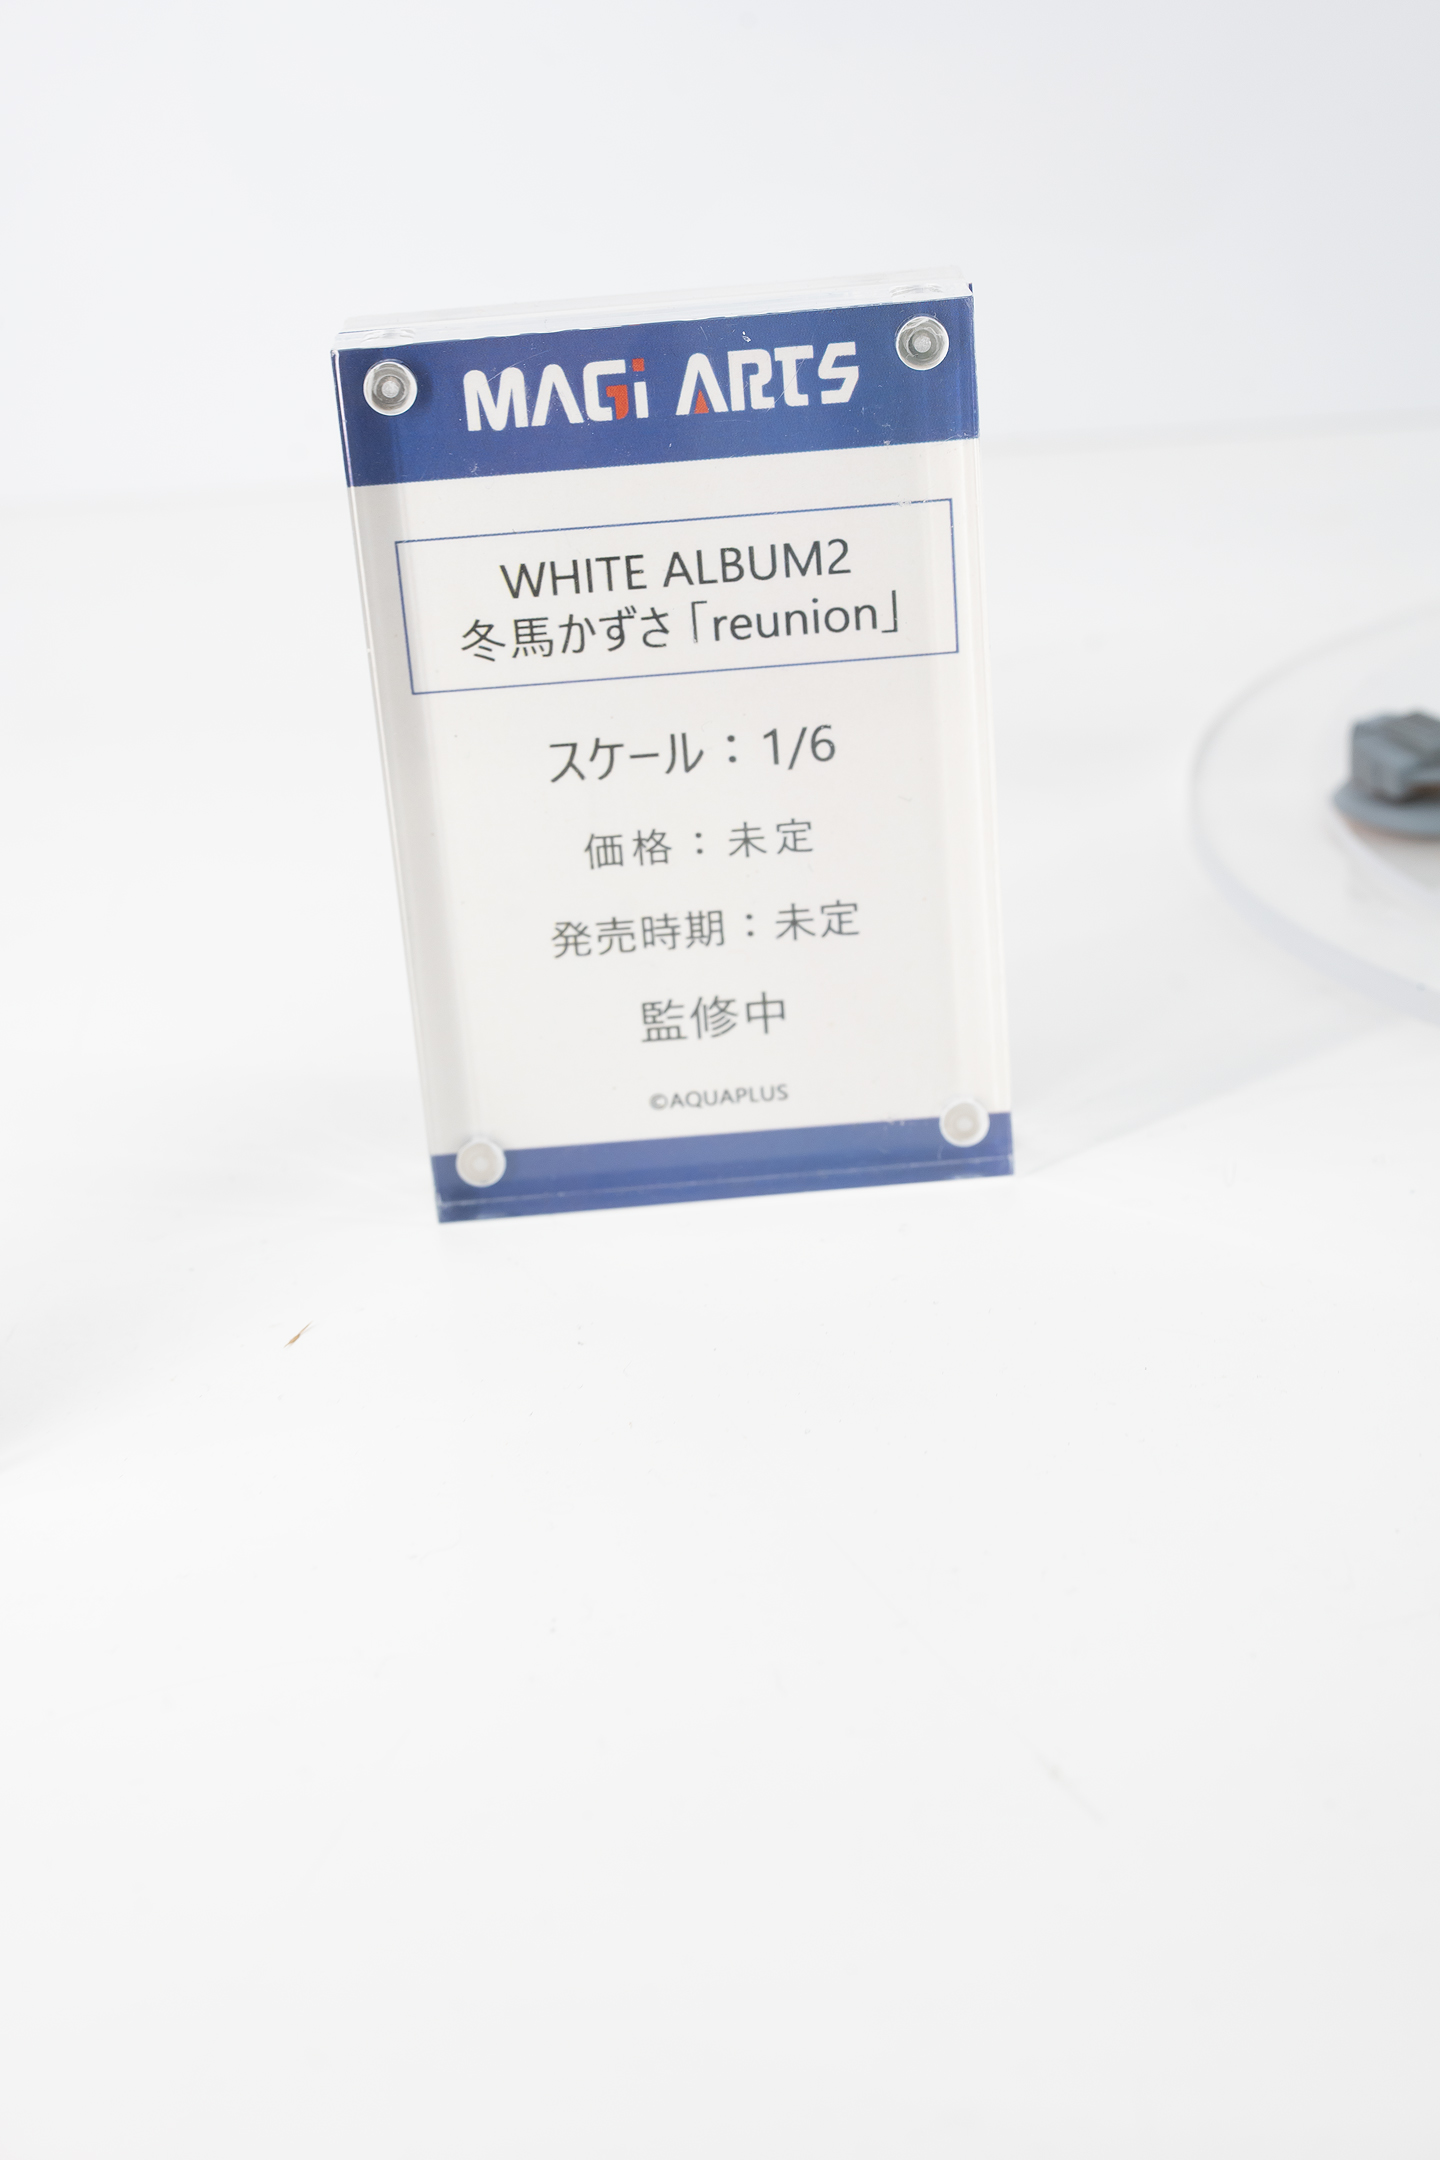 MAGi ARTS
WHITE ALBUM2
冬馬かずさ「reunion」
スケール：1/6
価格：未定
発売時期：未定
監修中
©AQUAPLUS